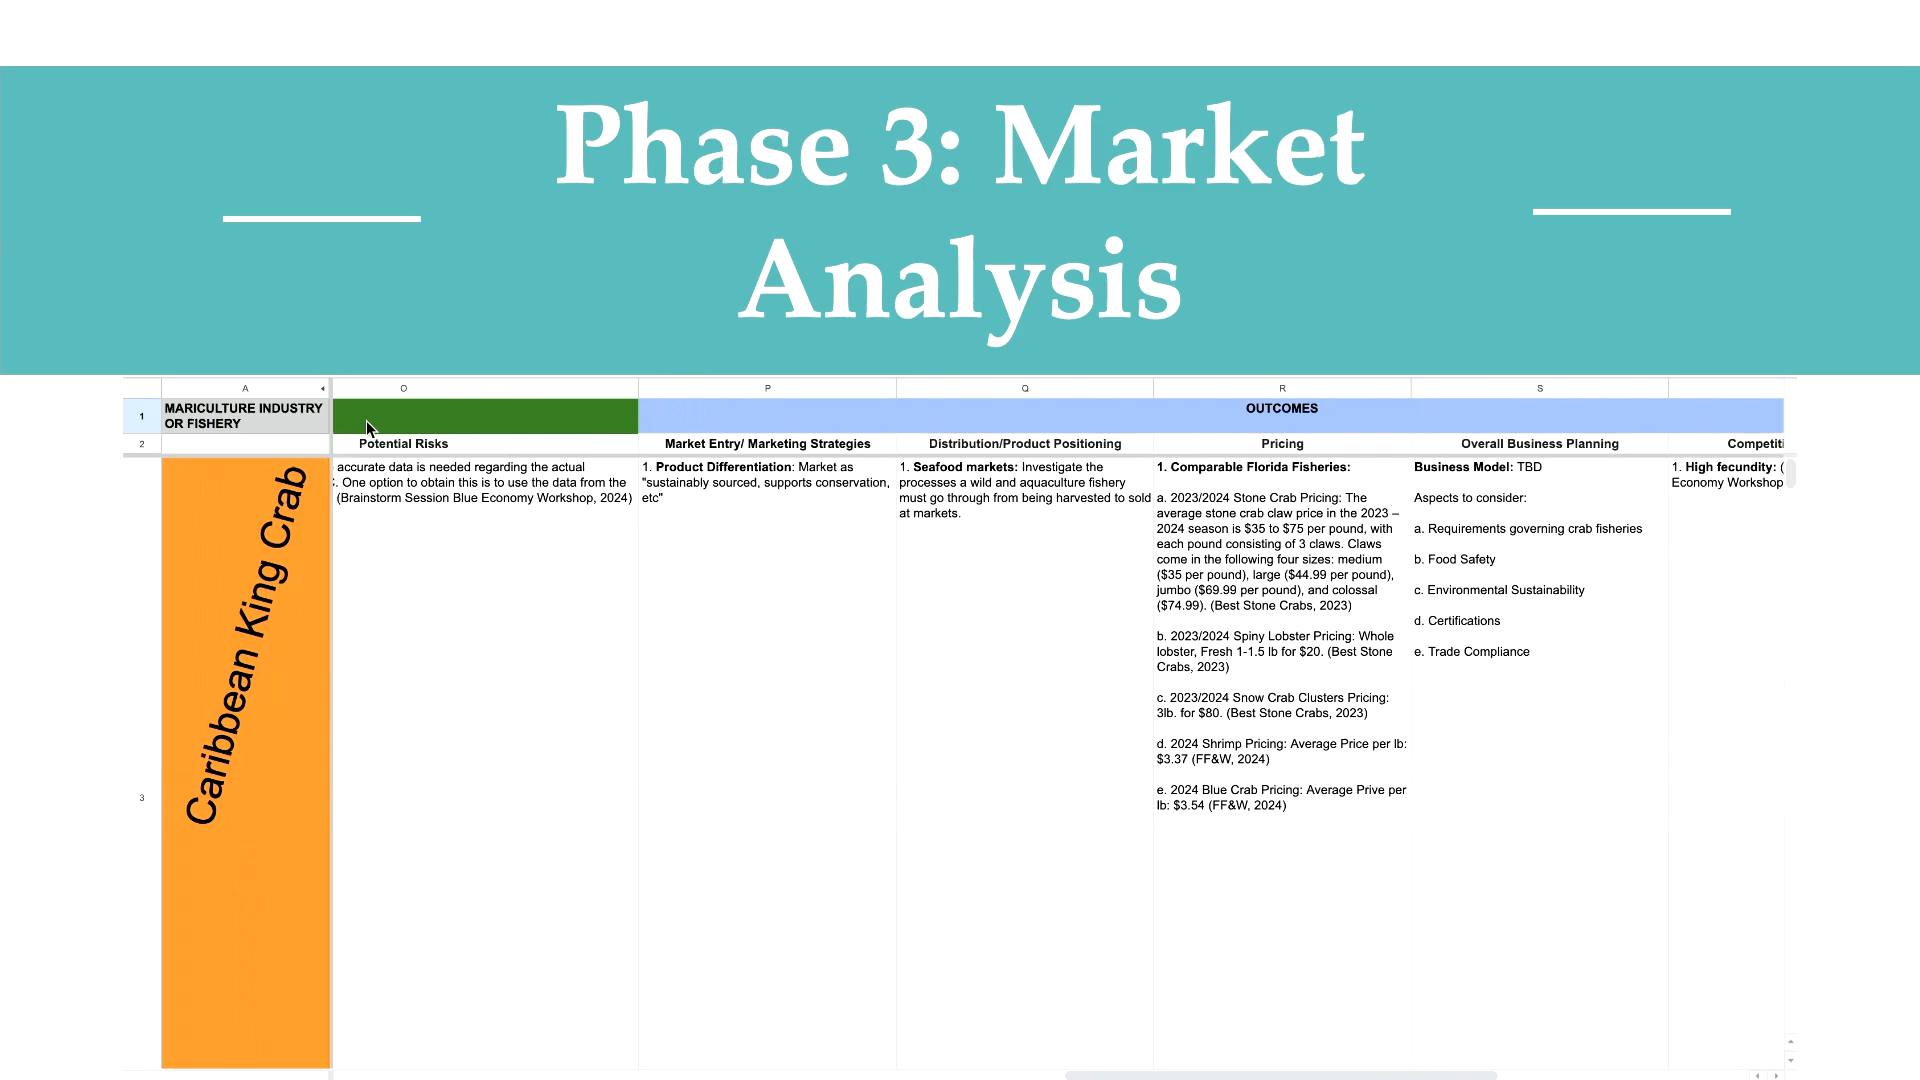 Phase 3: Market
Analysis
A
O
P
Q
R
S
1
MARICULTURE INDUSTRY
OR FISHERY
OUTCOMES
2
Potential Risks
Market Entry/ Marketing Strategies
Distribution/Product Positioning
Pricing
Overall Business Planning
Competiti
3
Caribbean King Crab
accurate data is needed regarding the actual
. One option to obtain this is to use the data from the
(Brainstorm Session Blue Economy Workshop, 2024)
1. Product Differentiation: Market as
"sustainably sourced, supports conservation,
etc"
1. Seafood markets: Investigate the
processes a wild and aquaculture fishery
must go through from being harvested to sold
at markets.
1. Comparable Florida Fisheries:
a. 2023/2024 Stone Crab Pricing: The
average stone crab claw price in the 2023 –
2024 season is $35 to $75 per pound, with
each pound consisting of 3 claws. Claws
come in the following four sizes: medium
($35 per pound), large ($44.99 per pound),
jumbo ($69.99 per pound), and colossal
($74.99). (Best Stone Crabs, 2023)
b. 2023/2024 Spiny Lobster Pricing: Whole
lobster, Fresh 1-1.5 lb for $20. (Best Stone
Crabs, 2023)
c. 2023/2024 Snow Crab Clusters Pricing:
3lb. for $80. (Best Stone Crabs, 2023)
d. 2024 Shrimp Pricing: Average Price per lb:
$3.37 (FF&W, 2024)
e. 2024 Blue Crab Pricing: Average Prive per
lb: $3.54 (FF&W, 2024)
Business Model: TBD
Aspects to consider:
a. Requirements governing crab fisheries
b. Food Safety
c. Environmental Sustainability
d. Certifications
e. Trade Compliance
1. High fecundity: (
Economy Workshop